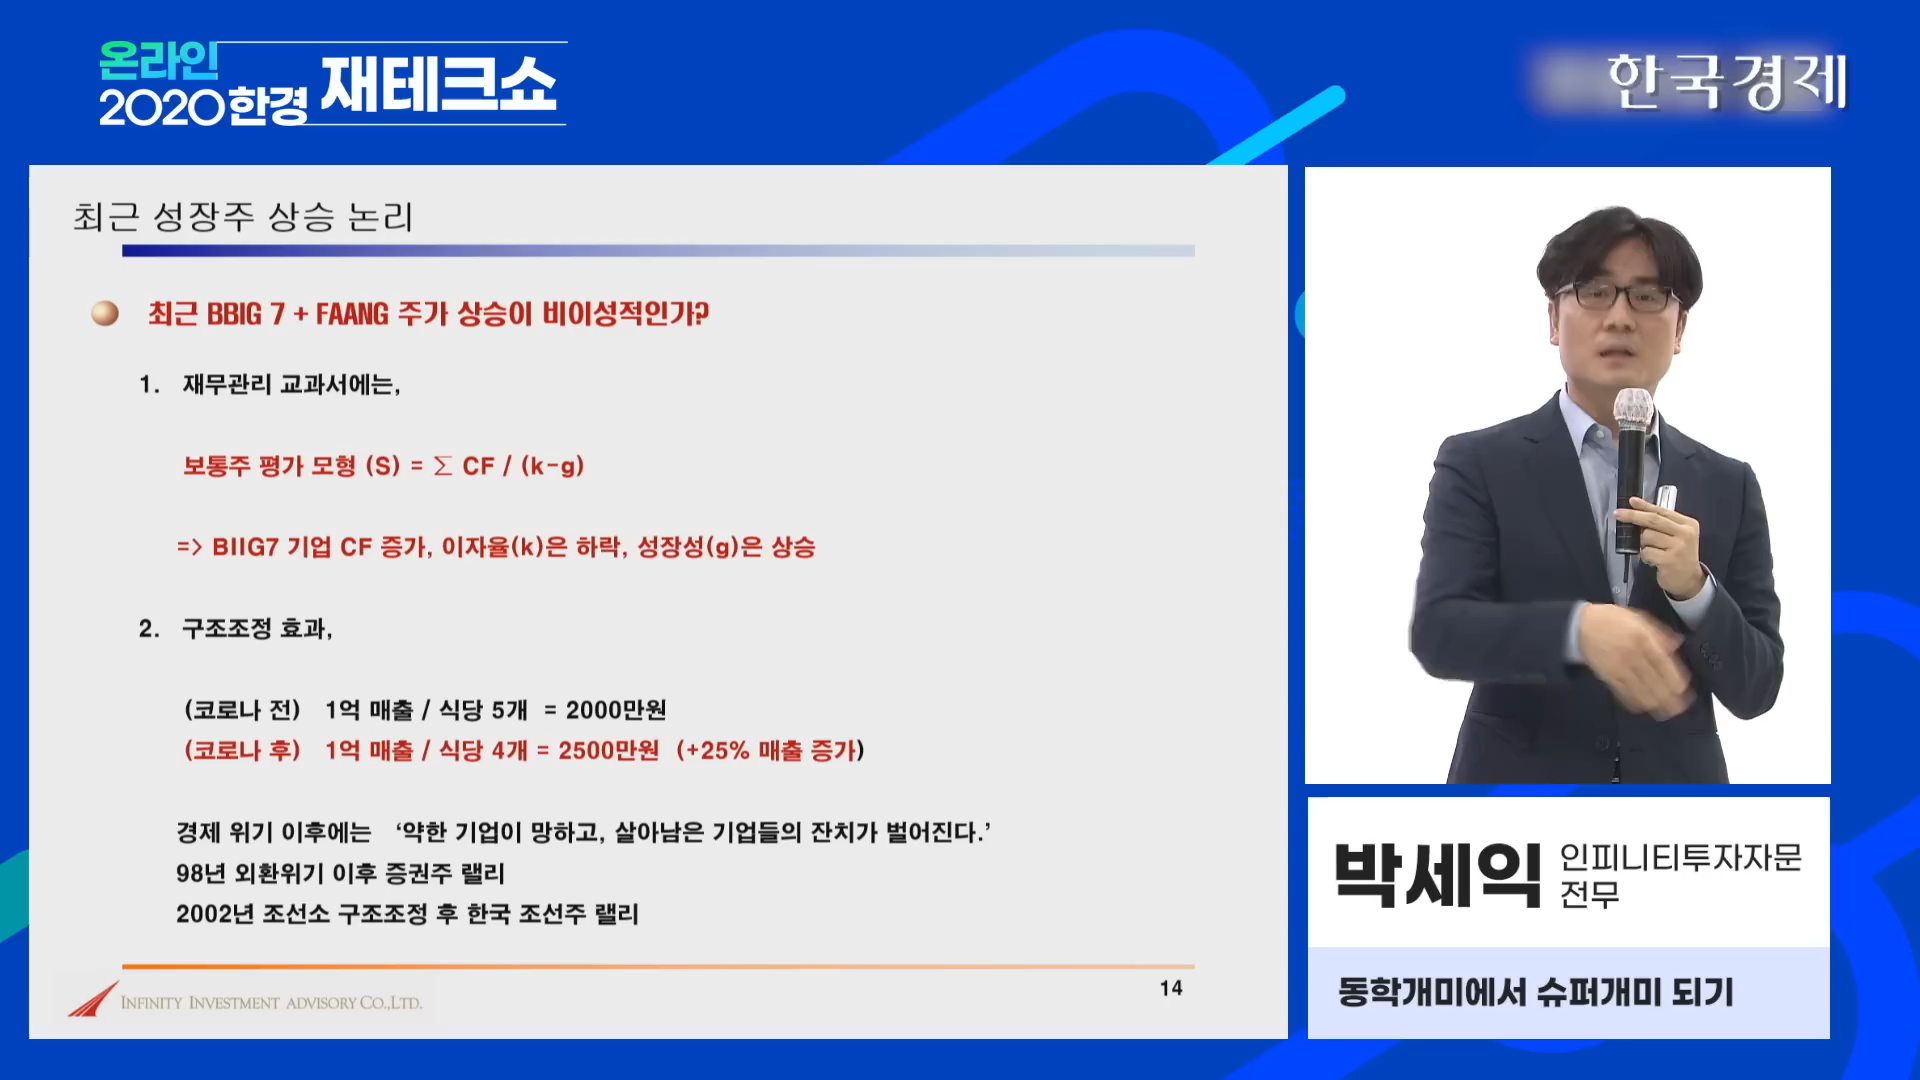 온라인
2020 한경 재테크쇼
한국경제
최근 성장주 상승 논리
최근 BBIG 7 + FAANG 주가 상승이 비이성적인가?
1. 재무관리 교과서에는,
보통주 평가 모형 (S) = ∑ CF / (k-g)
=> BIIG7 기업 CF 증가, 이자율(k)은 하락, 성장성(g)은 상승
2. 구조조정 효과,
(코로나 전) 1억 매출 / 식당 5개 = 2000만원
(코로나 후) 1억 매출 / 식당 4개 = 2500만원 (+25% 매출 증가)
경제 위기 이후에는 ‘약한 기업이 망하고, 살아남은 기업들의 잔치가 벌어진다.’
98년 외환위기 이후 증권주 랠리
2002년 조선소 구조조정 후 한국 조선주 랠리
INFINITY INVESTMENT ADVISORY CO.,LTD.
14
박세익 인피니티투자자문
전무
동학개미에서 슈퍼개미 되기